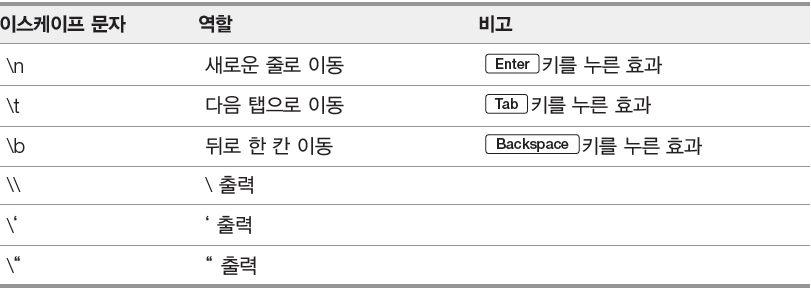 이스케이프 문자 역할 비고
\n 새로운 줄로 이동 Enter 키를 누른 효과
\t 다음 탭으로 이동 Tab 키를 누른 효과
\b 뒤로 한 칸 이동 Backspace 키를 누른 효과
\\ \ 출력
\‘ ‘ 출력
\“ “ 출력